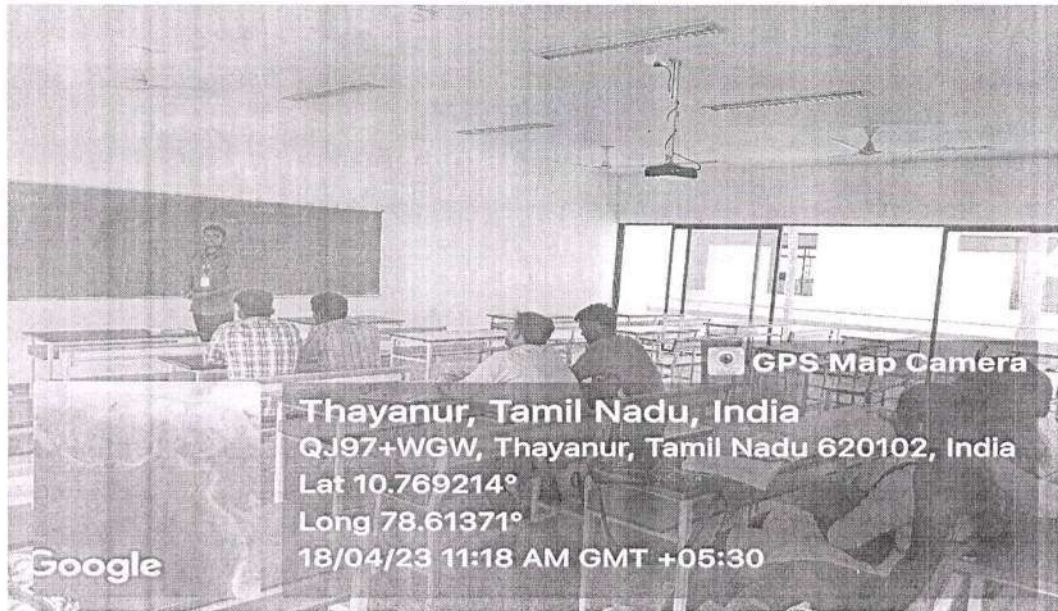 GPS Map Camera
Thayanur, Tamil Nadu, India
QJ97+WGW, Thayanur, Tamil Nadu 620102, India
Lat 10.769214°
Long 78.61371°
18/04/23 11:18 AM GMT +05:30
Google